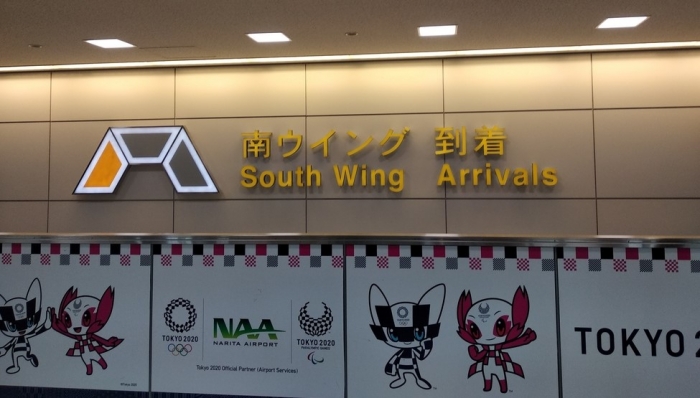 南ウイング 到着
South Wing Arrivals
TOKYO 2020
NAA
NARITA AIRPORT
TOKYO 2020
Tokyo 2020 Official Partner (Airport Services)
TOKYO 2